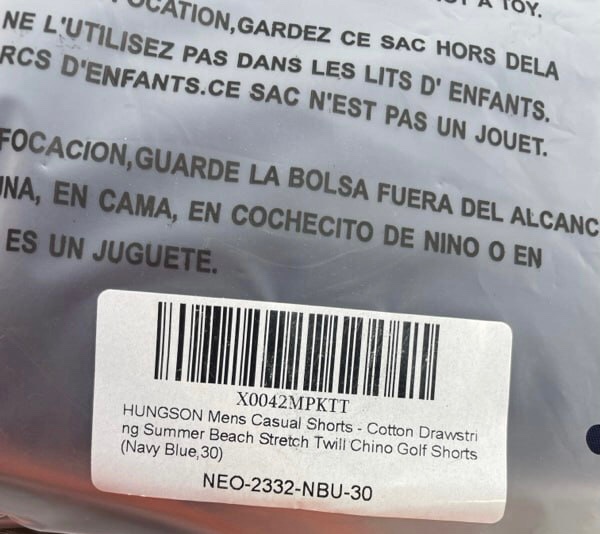 A TOY.
OCATION,GARDEZ CE SAC HORS DELA
NE L'UTILISEZ PAS DANS LES LITS D' ENFANTS.
RCS D'ENFANTS.CE SAC N'EST PAS UN JOUET.
FOCACION,GUARDE LA BOLSA FUERA DEL ALCANC
UNA, EN CAMA, EN COCHECITO DE NINO O EN
ES UN JUGUETE.
X0042MPKTT
HUNGSON Mens Casual Shorts - Cotton Drawstri
ng Summer Beach Stretch Twill Chino Golf Shorts
(Navy Blue,30)
NEO-2332-NBU-30